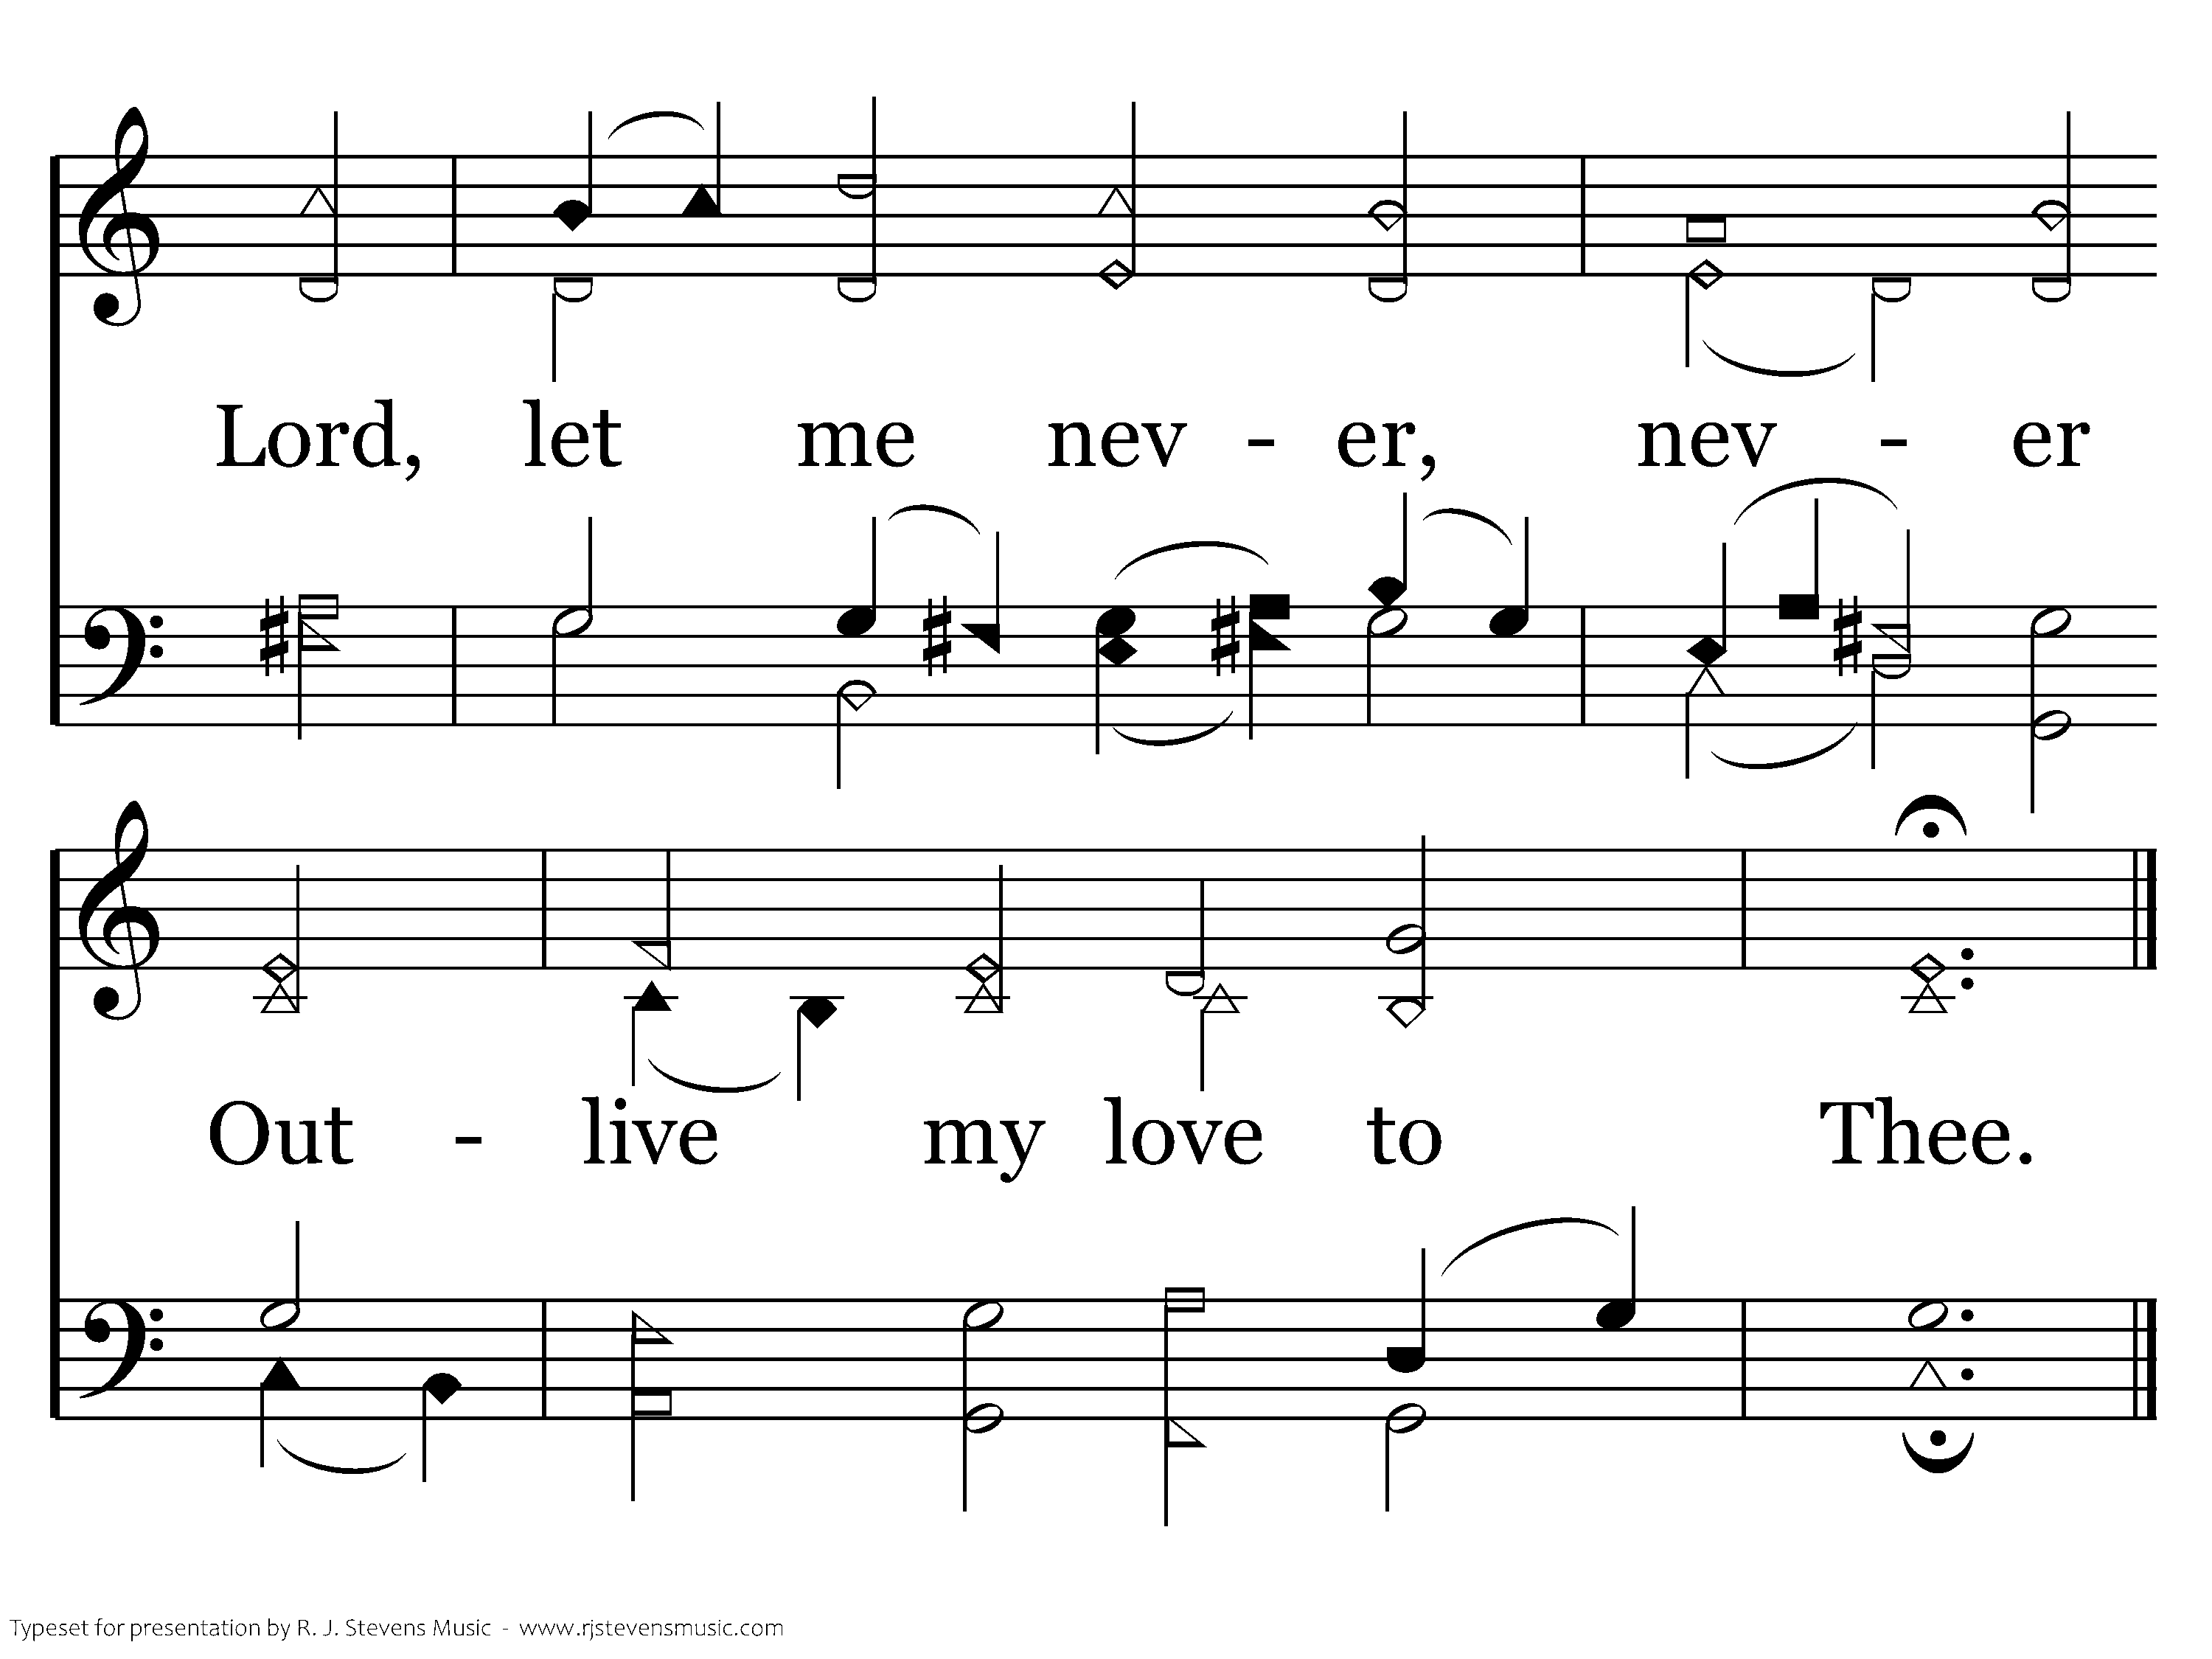 Lord, let me nev - er, nev - er
Out - live my love to Thee.
Typeset for presentation by R. J. Stevens Music - www.rjstevensmusic.com